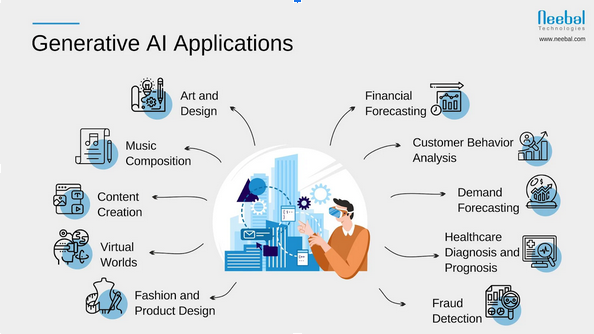 Neebal
Technologies
www.neebal.com
Generative AI Applications
Art and
Design
Music
Composition
Content
Creation
Virtual
Worlds
Fashion and
Product Design
Financial
Forecasting
Customer Behavior
Analysis
Demand
Forecasting
Healthcare
Diagnosis and
Prognosis
Fraud
Detection